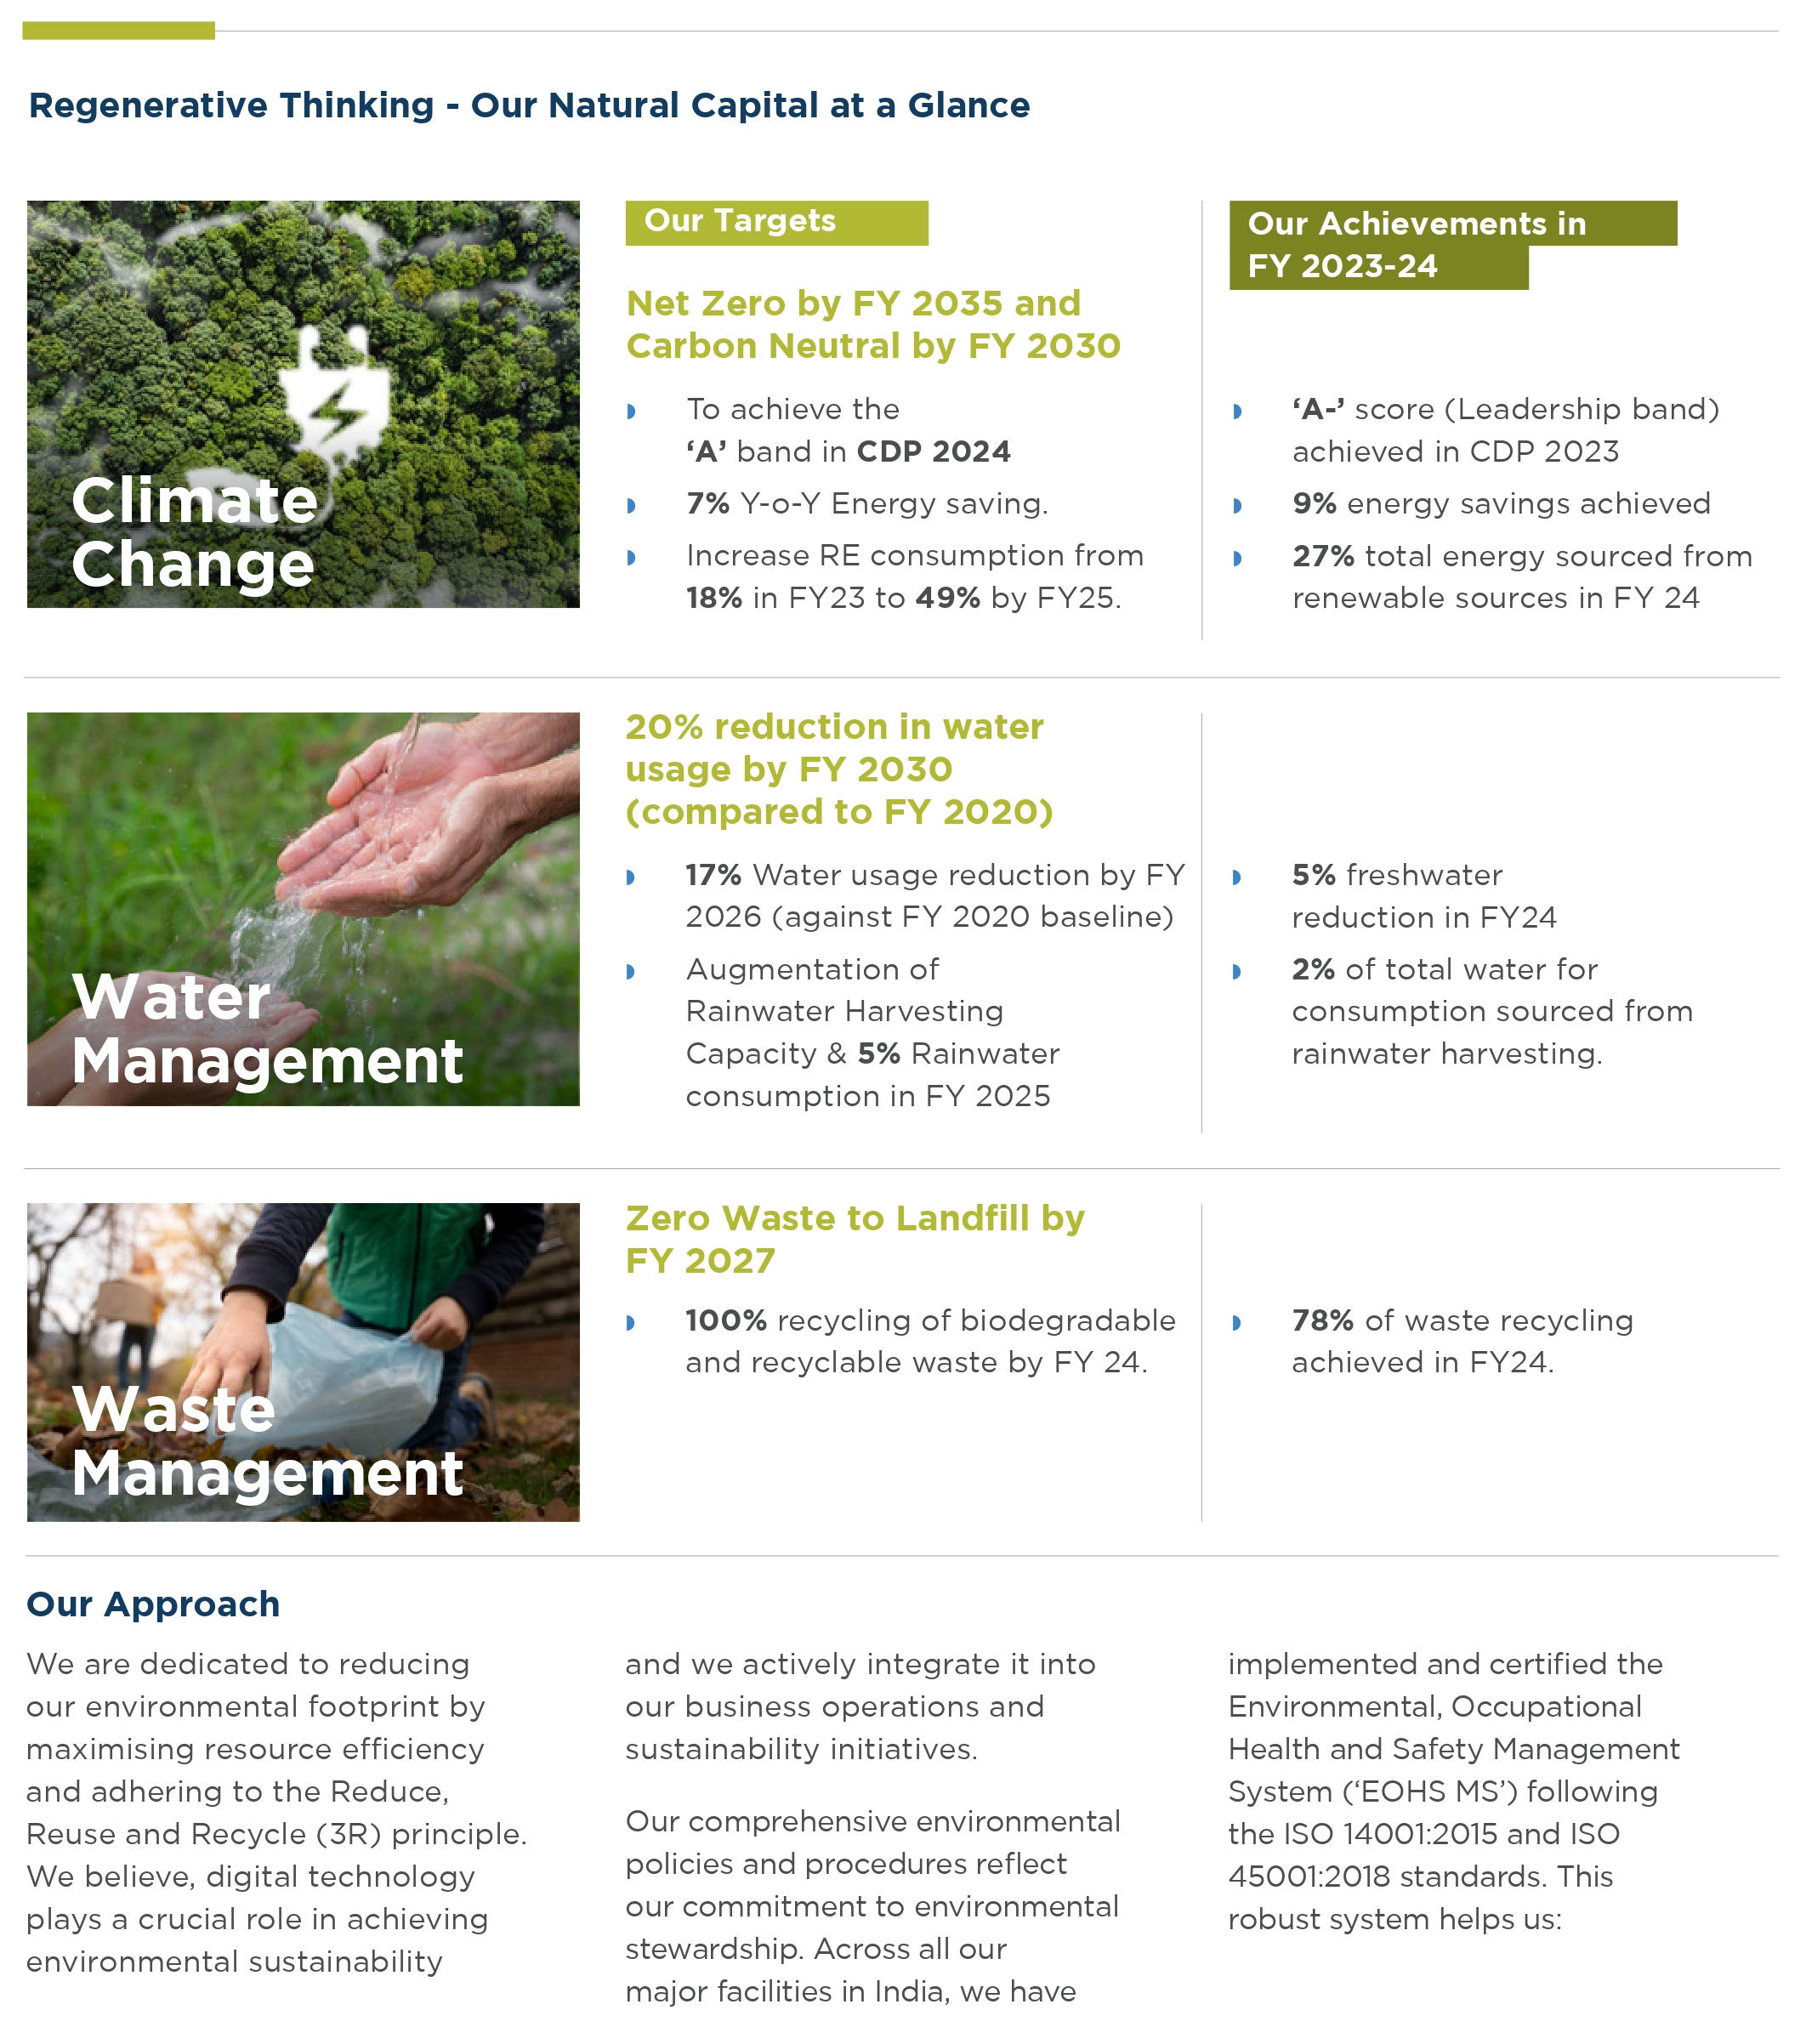 Regenerative Thinking - Our Natural Capital at a Glance
Climate
Change
Our Targets
Net Zero by FY 2035 and
Carbon Neutral by FY 2030
To achieve the
‘A’ band in CDP 2024
7% Y-o-Y Energy saving.
Increase RE consumption from
18% in FY23 to 49% by FY25.
Our Achievements in
FY 2023-24
‘A-’ score (Leadership band)
achieved in CDP 2023
9% energy savings achieved
27% total energy sourced from
renewable sources in FY 24
Water
Management
20% reduction in water
usage by FY 2030
(compared to FY 2020)
17% Water usage reduction by FY
2026 (against FY 2020 baseline)
Augmentation of
Rainwater Harvesting
Capacity & 5% Rainwater
consumption in FY 2025
5% freshwater
reduction in FY24
2% of total water for
consumption sourced from
rainwater harvesting.
Waste
Management
Zero Waste to Landfill by
FY 2027
100% recycling of biodegradable
and recyclable waste by FY 24.
78% of waste recycling
achieved in FY24.
Our Approach
We are dedicated to reducing
our environmental footprint by
maximising resource efficiency
and adhering to the Reduce,
Reuse and Recycle (3R) principle.
We believe, digital technology
plays a crucial role in achieving
environmental sustainability
and we actively integrate it into
our business operations and
sustainability initiatives.
Our comprehensive environmental
policies and procedures reflect
our commitment to environmental
stewardship. Across all our
major facilities in India, we have
implemented and certified the
Environmental, Occupational
Health and Safety Management
System (‘EOHS MS’) following
the ISO 14001:2015 and ISO
45001:2018 standards. This
robust system helps us: